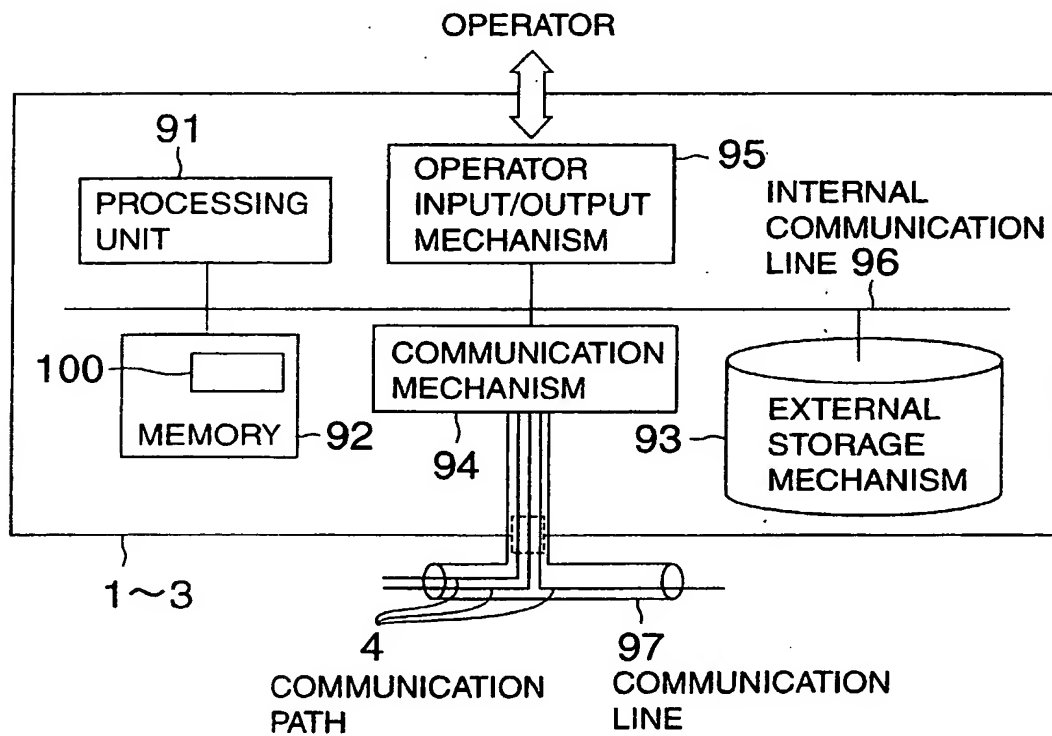 OPERATOR
91
PROCESSING
UNIT
OPERATOR
INPUT/OUTPUT
MECHANISM
95
INTERNAL
COMMUNICATION
LINE 96
100
MEMORY
92
COMMUNICATION
MECHANISM
94
93
EXTERNAL
STORAGE
MECHANISM
1~3
4
COMMUNICATION
PATH
97
COMMUNICATION
LINE